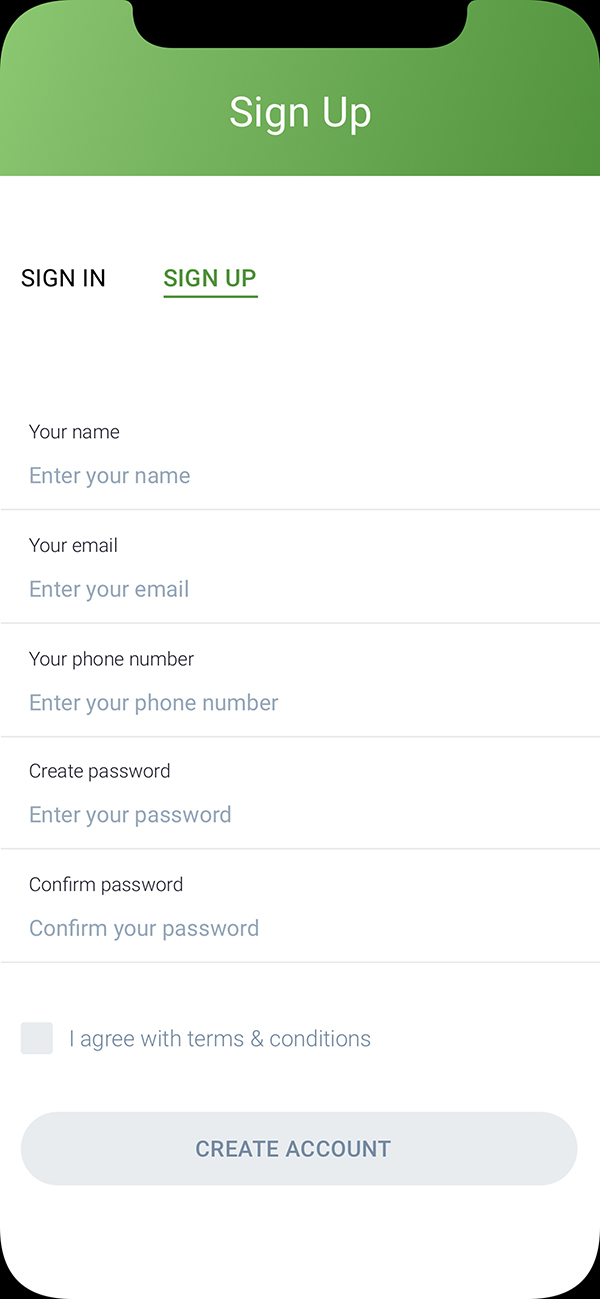 Sign Up
SIGN IN SIGN UP
Your name
Enter your name
Your email
Enter your email
Your phone number
Enter your phone number
Create password
Enter your password
Confirm password
Confirm your password
I agree with terms & conditions
CREATE ACCOUNT